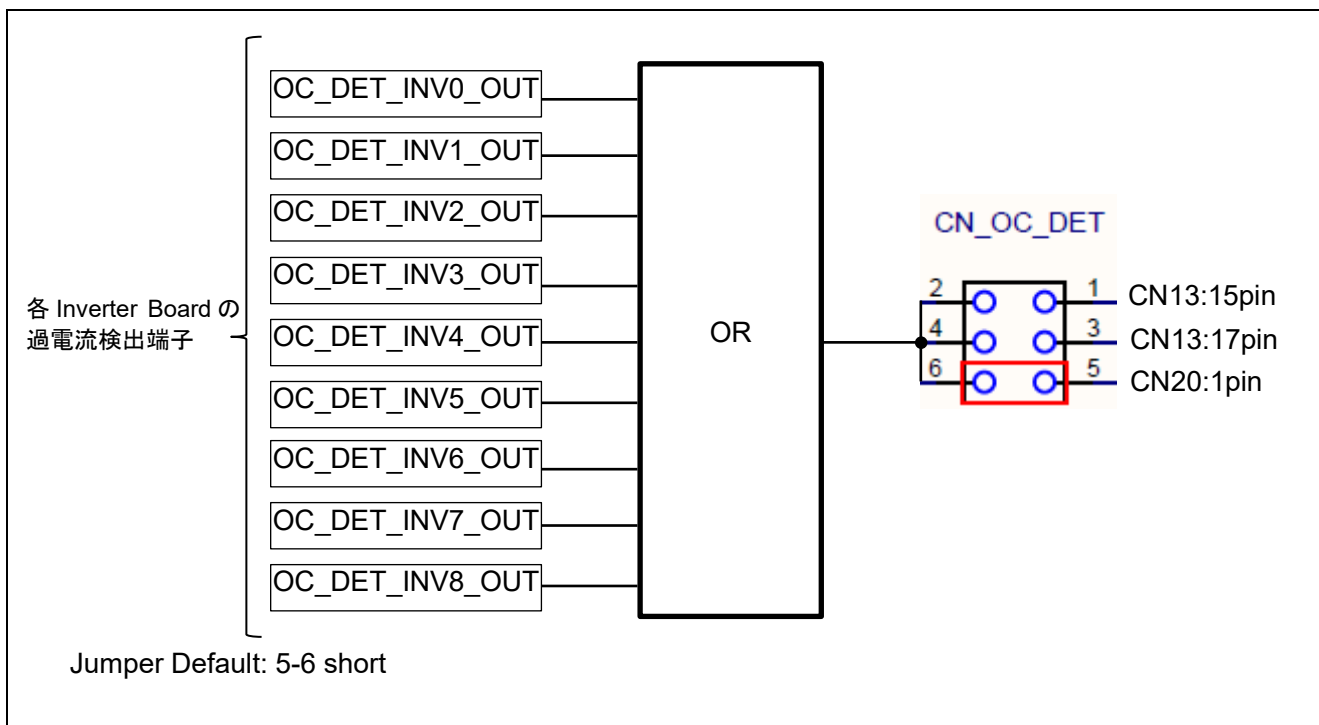 OC_DET_INV0_OUT
OC_DET_INV1_OUT
OC_DET_INV2_OUT
OC_DET_INV3_OUT
OC_DET_INV4_OUT
OC_DET_INV5_OUT
OC_DET_INV6_OUT
OC_DET_INV7_OUT
OC_DET_INV8_OUT
各 Inverter Board の
過電流検出端子
OR
CN_OC_DET
2 1 CN13:15pin
4 3 CN13:17pin
6 5 CN20:1pin
Jumper Default: 5-6 short